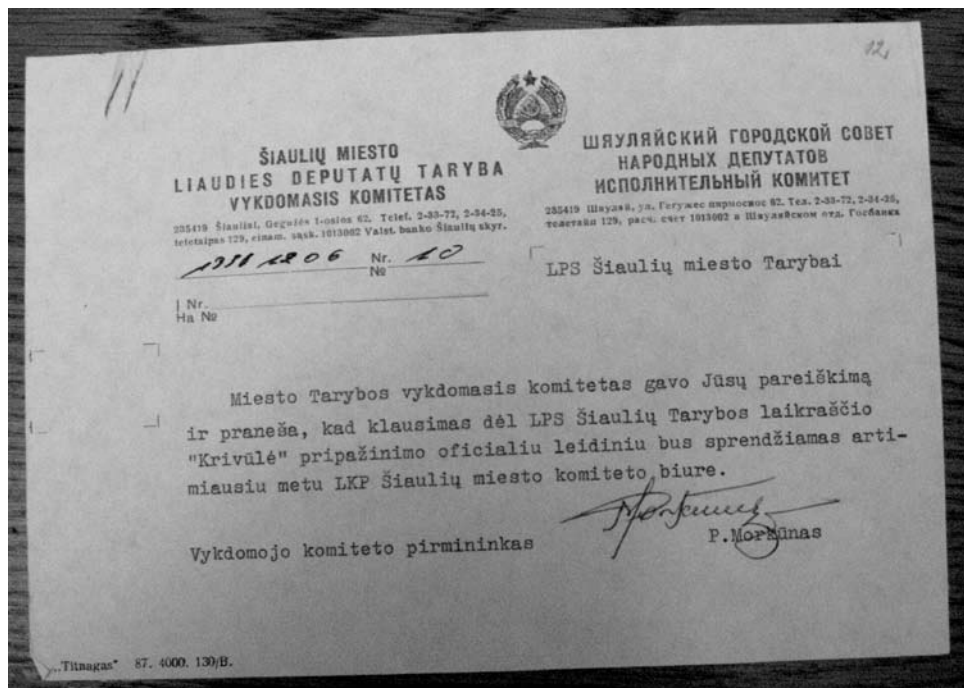 12,
ŠIAULIŲ MIESTO
LIAUDIES DEPUTATŲ TARYBA
VYKDOMASIS KOMITETAS
235419 Šiauliai, Gegužės 1-osios 62. Telef. 2-33-72, 2-34-25,
teletaipas 129, einam. sąsk. 1013002 Valst. banko Šiaulių skyr.
ШЯУЛЯЙСКИЙ ГОРОДСКОЙ СОВЕТ
НАРОДНЫХ ДЕПУТАТОВ
ИСПОЛНИТЕЛЬНЫЙ КОМИТЕТ
235419 Шяуляй, ул. Гегужес пирмосиос 62. Тел. 2-33-72, 2-34-25,
телетайп 129, расч. счет 1013002 в Шяуляйском отд. Госбанка
1206 Nr. 10
№
Į Nr.
На №
LPS Šiaulių miesto Tarybai
Miesto Tarybos vykdomasis komitetas gavo Jūsų pareiškimą
ir praneša, kad klausimas dėl LPS Šiaulių Tarybos laikraščio
"Krivūlė" pripažinimo oficialiu leidiniu bus sprendžiamas arti-
miausiu metu LKP Šiaulių miesto komiteto biure.
Vykdomojo komiteto pirmininkas P.Morkūnas
„Titnagas" 87. 4000. 130/B.